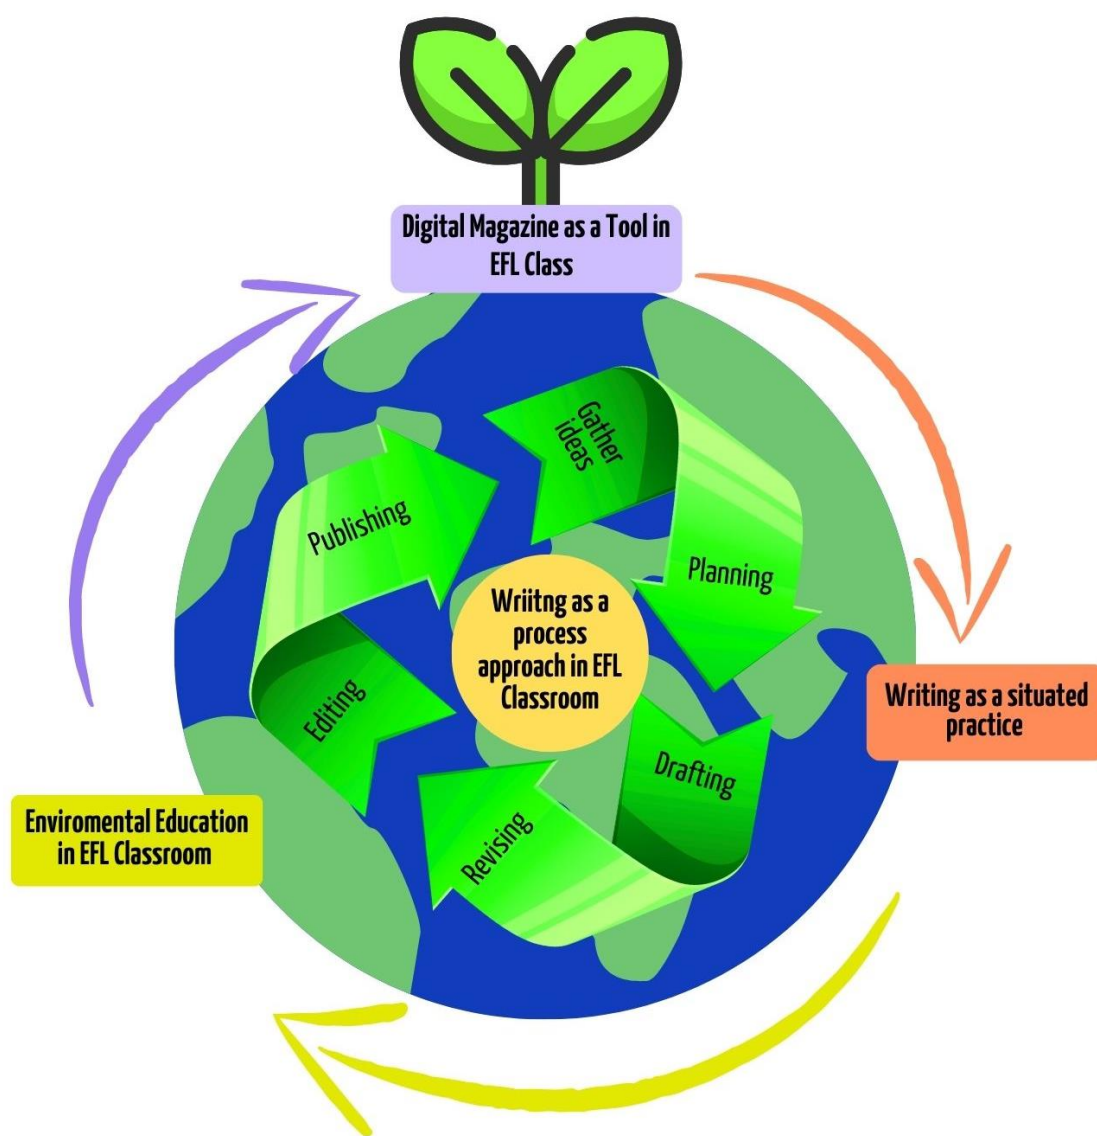 Digital Magazine as a Tool in
EFL Class
Gather
ideas
Publishing
Planning
Wriitng as a
process
approach in EFL
Classroom
Writing as a situated
practice
Editing
Drafting
Revising
Enviromental Education
in EFL Classroom